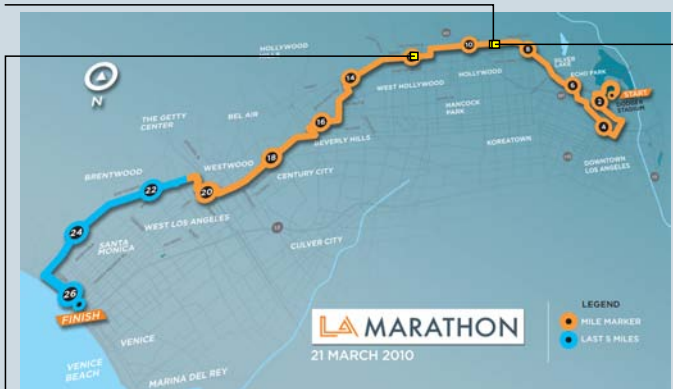 HOLLYWOOD
HILLS
10
8
SILVER
LAKE
14
ECHO PARK
6
START
N
WEST HOLLYWOOD
HOLLYWOOD
2
DODGER
STADIUM
THE GETTY
CENTER
BEL AIR
16
HANCOCK
PARK
4
BEVERLY HILLS
KOREATOWN
BRENTWOOD
WESTWOOD
18
CENTURY CITY
DOWNTOWN
LOS ANGELES
22
20
WEST LOS ANGELES
24
SANTA
MONICA
CULVER CITY
26
FINISH
LEGEND
LA MARATHON
MILE MARKER
21 MARCH 2010
LAST 5 MILES
VENICE
VENICE
BEACH
MARINA DEL REY